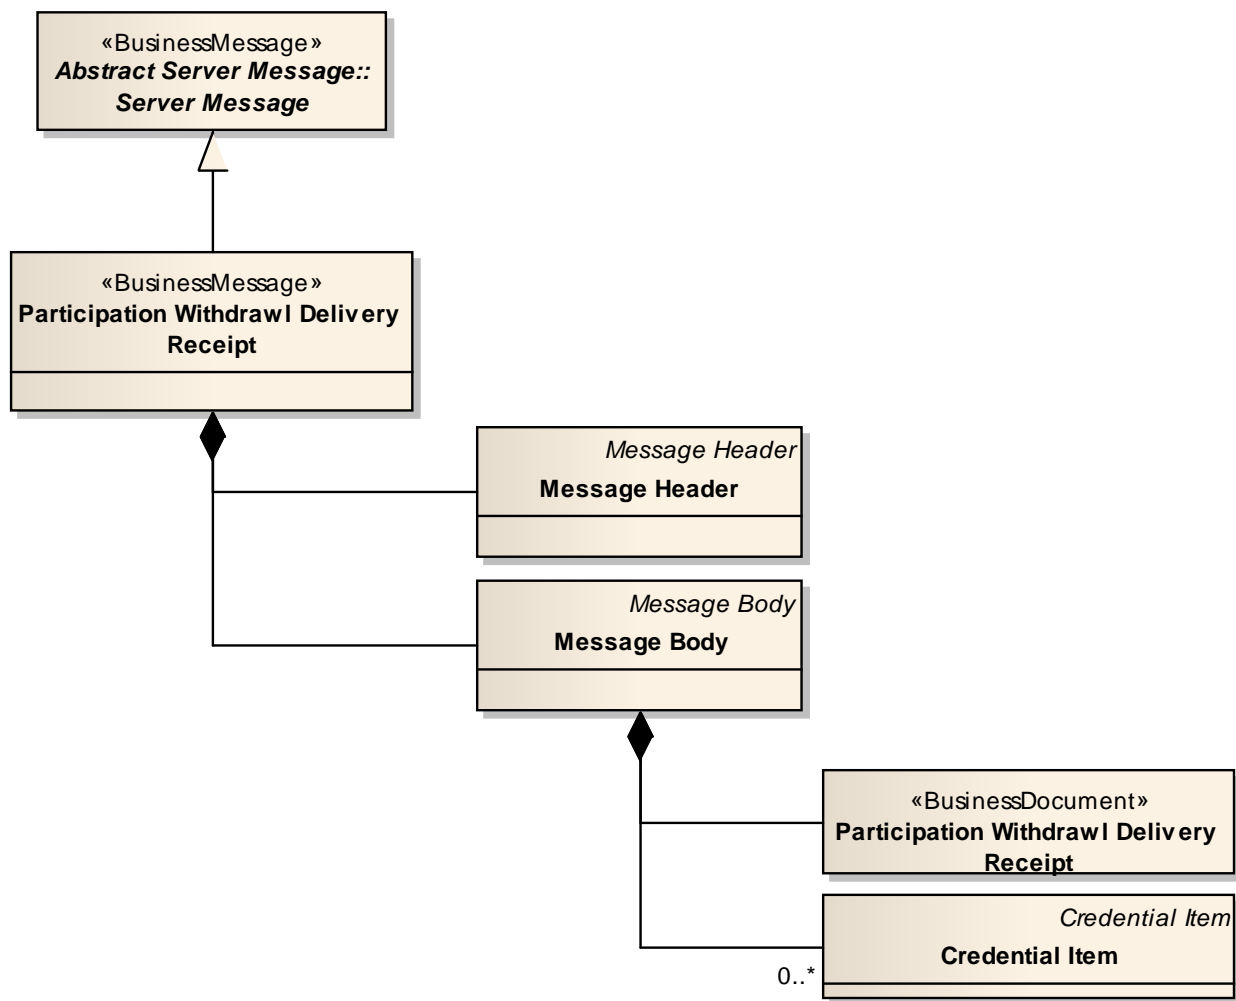 «BusinessMessage»
Abstract Server Message::
Server Message
«BusinessMessage»
Participation Withdrawl Delivery
Receipt
Message Header
Message Header
Message Body
Message Body
«BusinessDocument»
Participation Withdrawl Delivery
Receipt
Credential Item
Credential Item
0..*